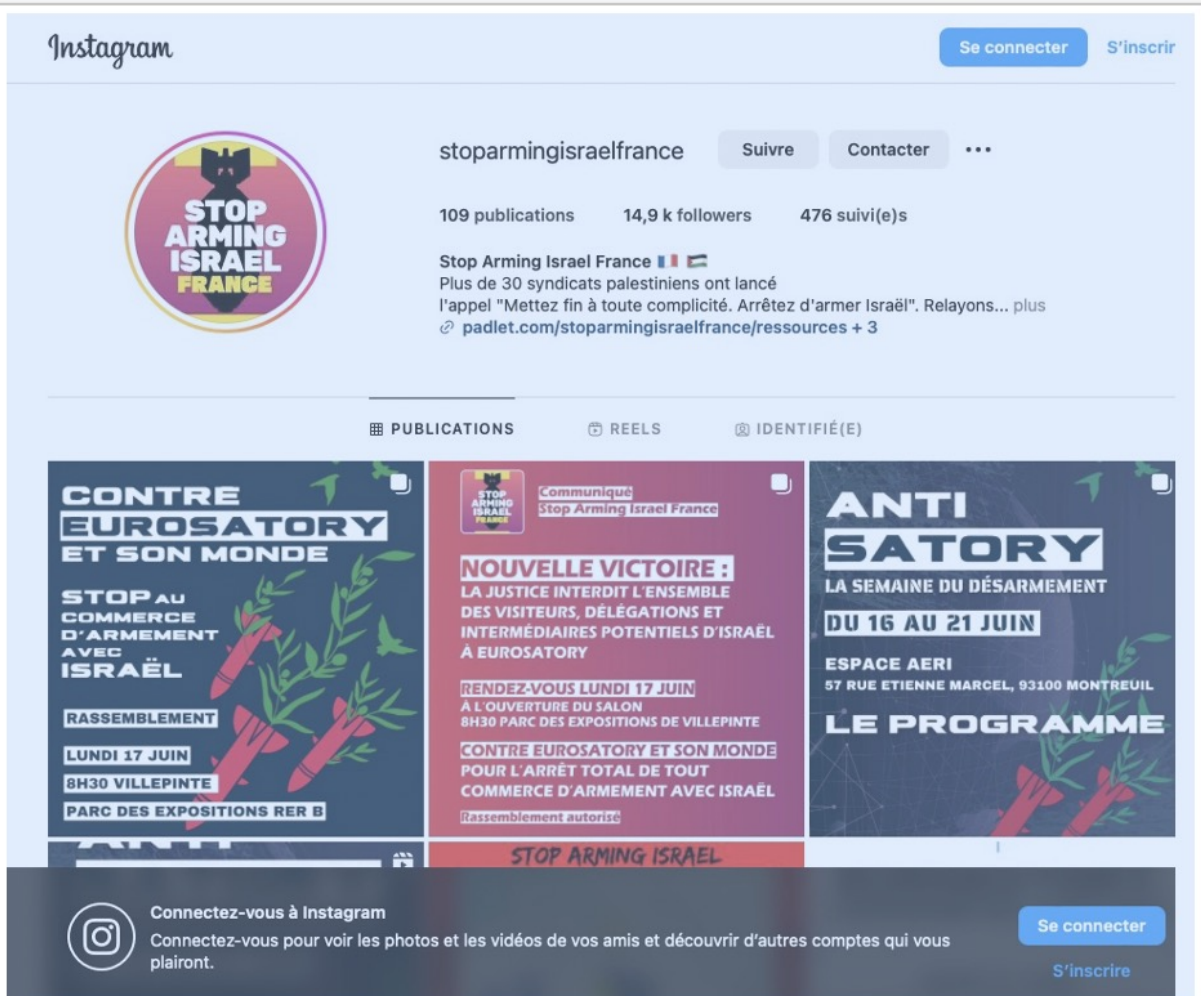 Instagram
Se connecter
S'inscrir
stoparmingisraelfrance
Suivre
Contacter
109 publications
14,9 k followers
476 suivi(e)s
STOP
ARMING
ISRAEL
FRANCE
Stop Arming Israel France 🇫🇷 🇵🇸
Plus de 30 syndicats palestiniens ont lancé
l'appel "Mettez fin à toute complicité. Arrêtez d'armer Israël". Relayons... plus
padlet.com/stoparmingisraelfrance/ressources + 3
PUBLICATIONS
REELS
IDENTIFIÉ(E)
CONTRE
EUROSATORY
ET SON MONDE
STOP AU
COMMERCE
D'ARMEMENT
AVEC
ISRAËL
RASSEMBLEMENT
LUNDI 17 JUIN
8H30 VILLEPINTE
PARC DES EXPOSITIONS RER B
STOP
ARMING
ISRAEL
FRANCE
Communiqué
Stop Arming Israel France
NOUVELLE VICTOIRE :
LA JUSTICE INTERDIT L'ENSEMBLE
DES VISITEURS, DÉLÉGATIONS ET
INTERMÉDIAIRES POTENTIELS D'ISRAËL
À EUROSATORY
RENDEZ-VOUS LUNDI 17 JUIN
À L'OUVERTURE DU SALON
8H30 PARC DES EXPOSITIONS DE VILLEPINTE
CONTRE EUROSATORY ET SON MONDE
POUR L'ARRÊT TOTAL DE TOUT
COMMERCE D'ARMEMENT AVEC ISRAËL
Rassemblement autorisé
ANTI
SATORY
LA SEMAINE DU DÉSARMEMENT
DU 16 AU 21 JUIN
ESPACE AERI
57 RUE ETIENNE MARCEL, 93100 MONTREUIL
LE PROGRAMME
ANTI
STOP ARMING ISRAEL
Connectez-vous à Instagram
Connectez-vous pour voir les photos et les vidéos de vos amis et découvrir d'autres comptes qui vous
plairont.
Se connecter
S'inscrire